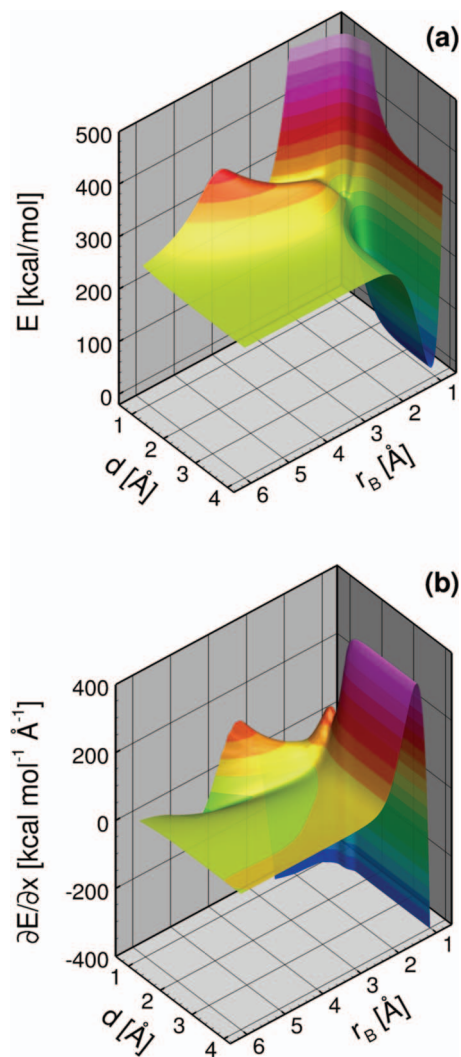 (a)
500
400
300
200
100
0
E [kcal/mol]
1 2 3 4
d [Å]
6 5 4 3 2 1
r_B [Å]
(b)
400
200
0
-200
-400
∂E/∂x [kcal mol⁻¹ Å⁻¹]
1 2 3 4
d [Å]
6 5 4 3 2 1
r_B [Å]